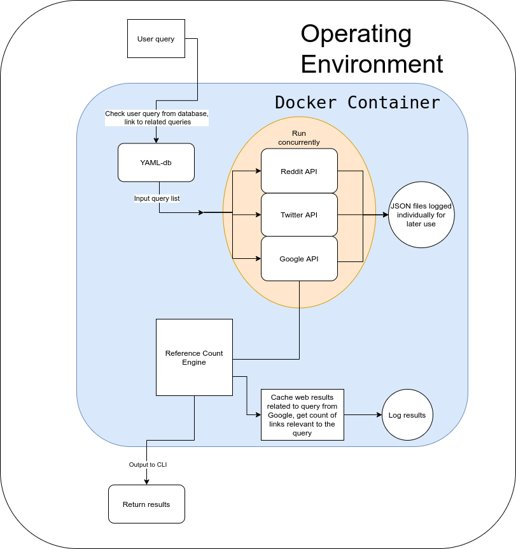 Operating
Environment
User query
Docker Container
Check user query from database,
link to related queries
Run
concurrently
YAML-db
Reddit API
Input query list
Twitter API
JSON files logged
individually for
later use
Google API
Reference Count
Engine
Cache web results
related to query from
Google, get count of
links relevant to the
query
Log results
Output to CLI
Return results